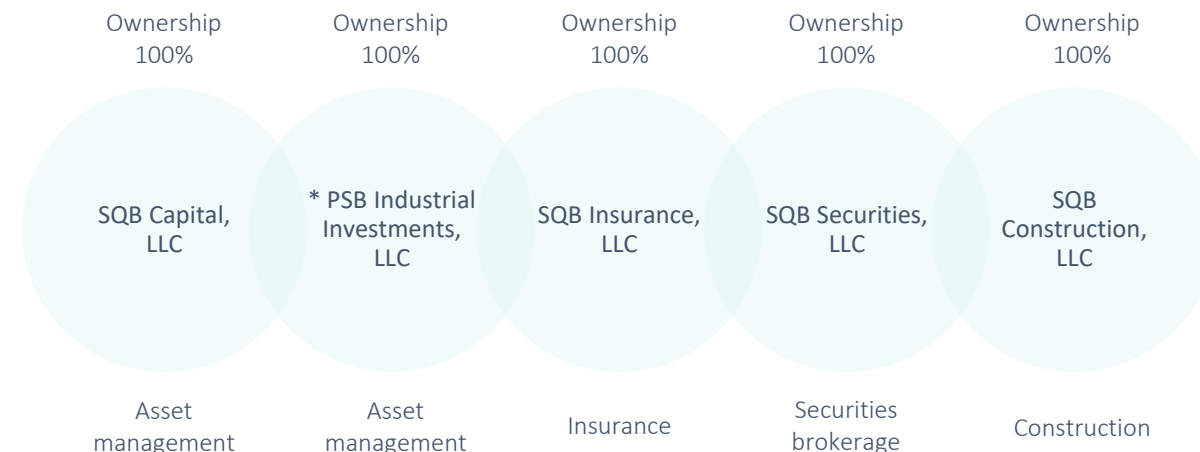 Ownership
100%
Ownership
100%
Ownership
100%
Ownership
100%
Ownership
100%
SQB Capital,
LLC
* PSB Industrial
Investments,
LLC
SQB Insurance,
LLC
SQB Securities,
LLC
SQB
Construction,
LLC
Asset
management
Asset
management
Insurance
Securities
brokerage
Construction